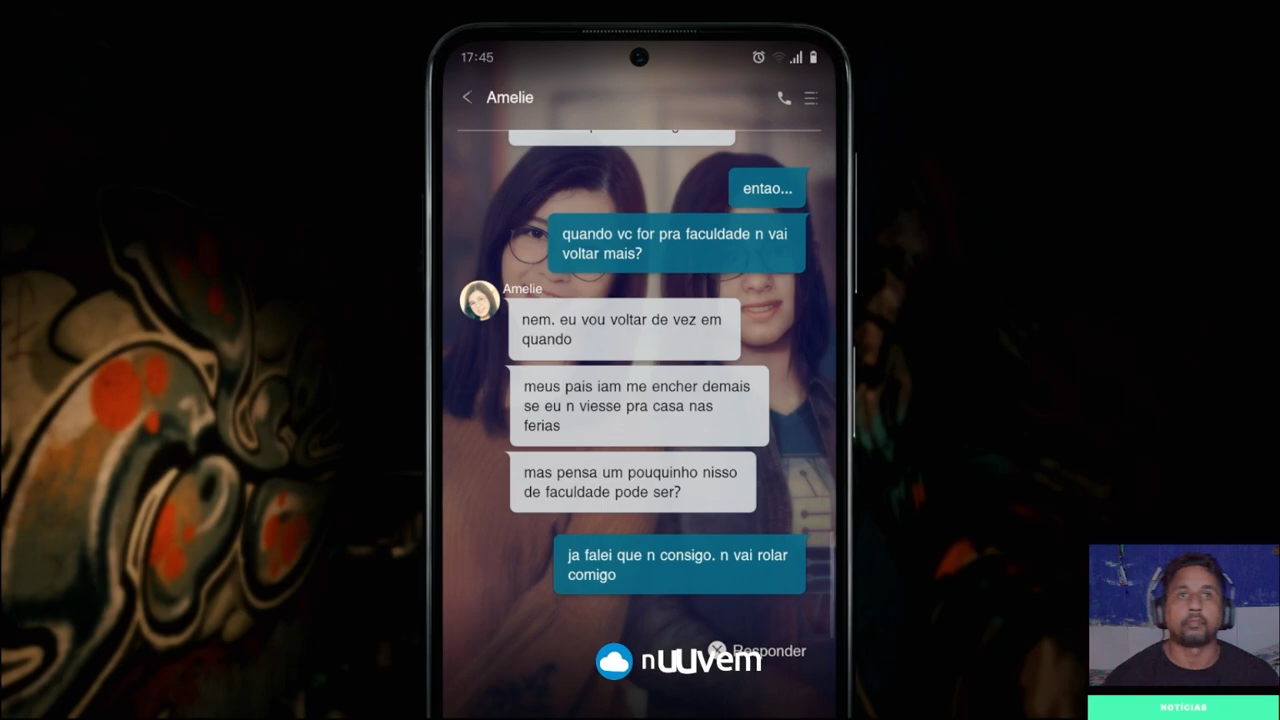 17:45
Amelie
entao...
quando vc for pra faculdade n vai
voltar mais?
Amelie
nem. eu vou voltar de vez em
quando
meus pais iam me encher demais
se eu n viesse pra casa nas
ferias
mas pensa um pouquinho nisso
de faculdade pode ser?
ja falei que n consigo. n vai rolar
comigo
Responder
nuuvem
NOTÍCIAS